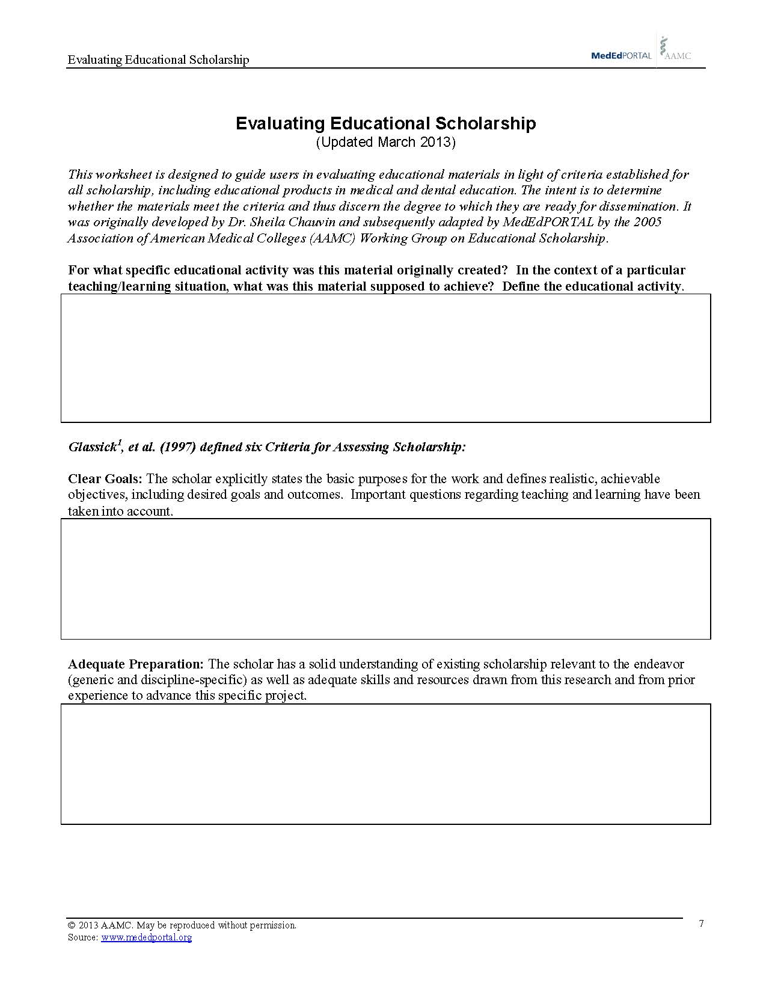 Evaluating Educational Scholarship
MedEdPORTAL AAMC
Evaluating Educational Scholarship
(Updated March 2013)
This worksheet is designed to guide users in evaluating educational materials in light of criteria established for
all scholarship, including educational products in medical and dental education. The intent is to determine
whether the materials meet the criteria and thus discern the degree to which they are ready for dissemination. It
was originally developed by Dr. Sheila Chauvin and subsequently adapted by MedEdPORTAL by the 2005
Association of American Medical Colleges (AAMC) Working Group on Educational Scholarship.
For what specific educational activity was this material originally created? In the context of a particular
teaching/learning situation, what was this material supposed to achieve? Define the educational activity.
Glassick¹, et al. (1997) defined six Criteria for Assessing Scholarship:
Clear Goals: The scholar explicitly states the basic purposes for the work and defines realistic, achievable
objectives, including desired goals and outcomes. Important questions regarding teaching and learning have been
taken into account.
Adequate Preparation: The scholar has a solid understanding of existing scholarship relevant to the endeavor
(generic and discipline-specific) as well as adequate skills and resources drawn from this research and from prior
experience to advance this specific project.
© 2013 AAMC. May be reproduced without permission.
7
Source: www.mededportal.org